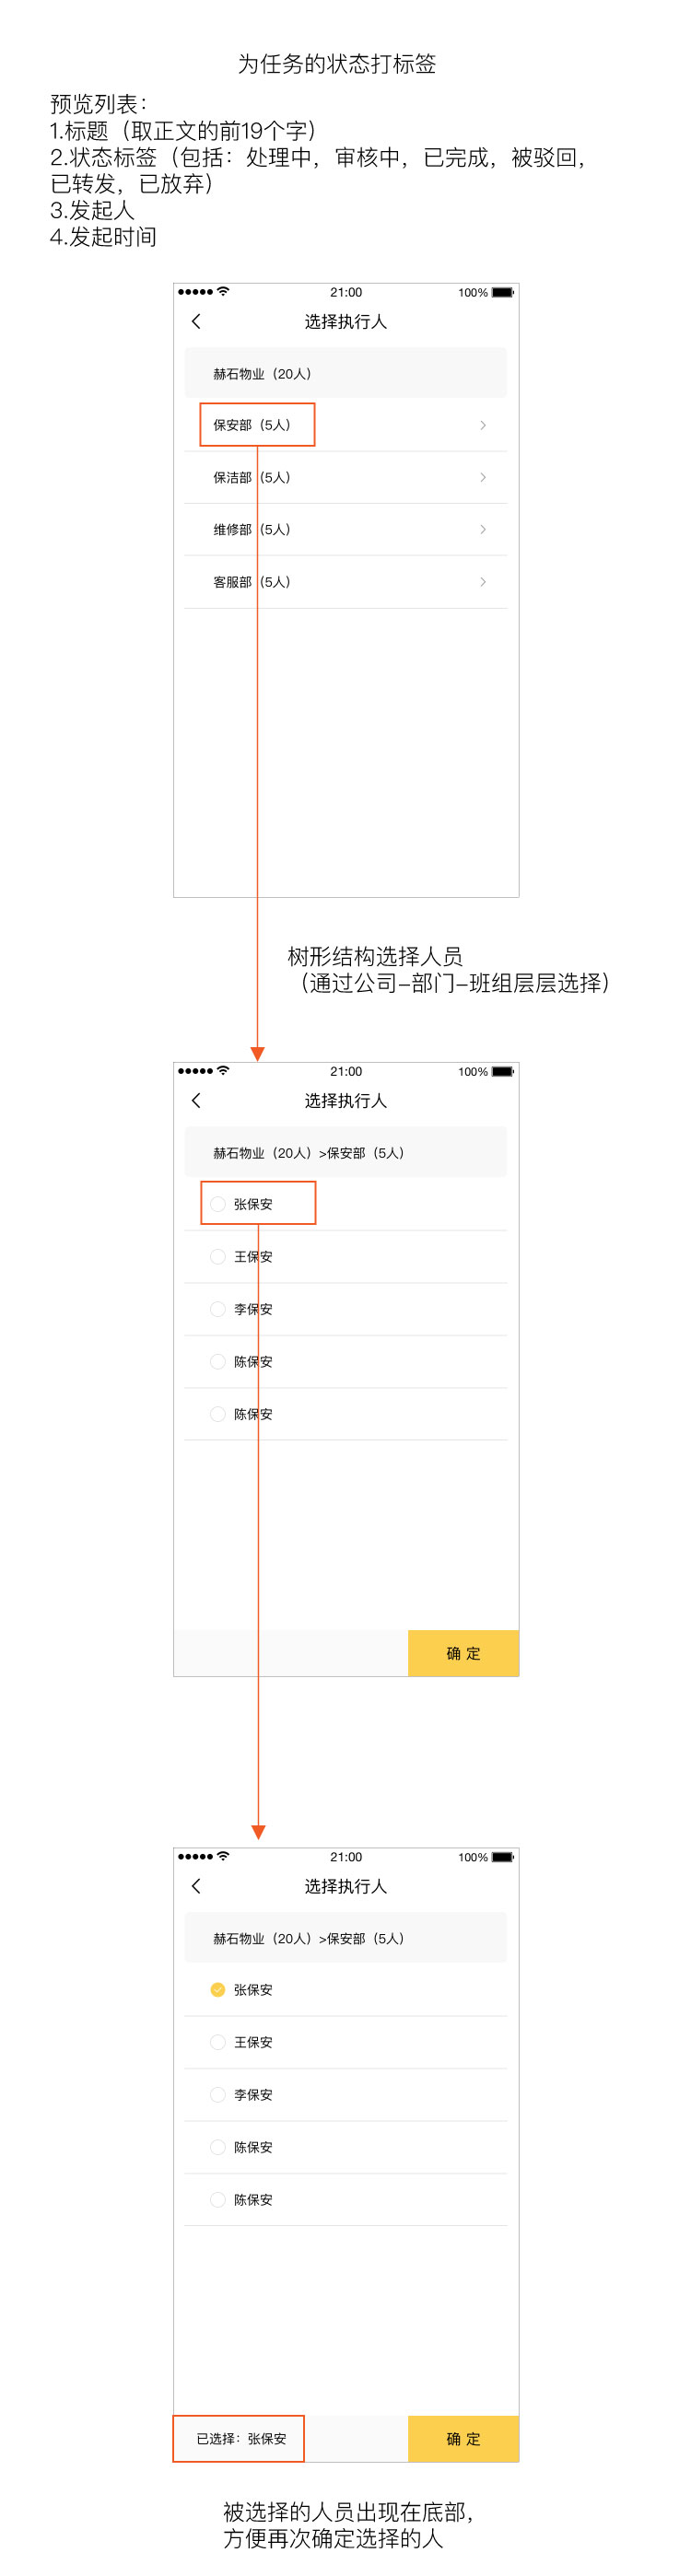 为任务的状态打标签
预览列表：
1.标题（取正文的前19个字）
2.状态标签（包括：处理中，审核中，已完成，被驳回，
已转发，已放弃）
3.发起人
4.发起时间
21:00
100%
选择执行人
赫石物业（20人）
保安部（5人）
保洁部（5人）
维修部（5人）
客服部（5人）
树形结构选择人员
（通过公司-部门-班组层层选择）
21:00
100%
选择执行人
赫石物业（20人）>保安部（5人）
张保安
王保安
李保安
陈保安
陈保安
确 定
21:00
100%
选择执行人
赫石物业（20人）>保安部（5人）
张保安
王保安
李保安
陈保安
陈保安
已选择：张保安
确 定
被选择的人员出现在底部，
方便再次确定选择的人